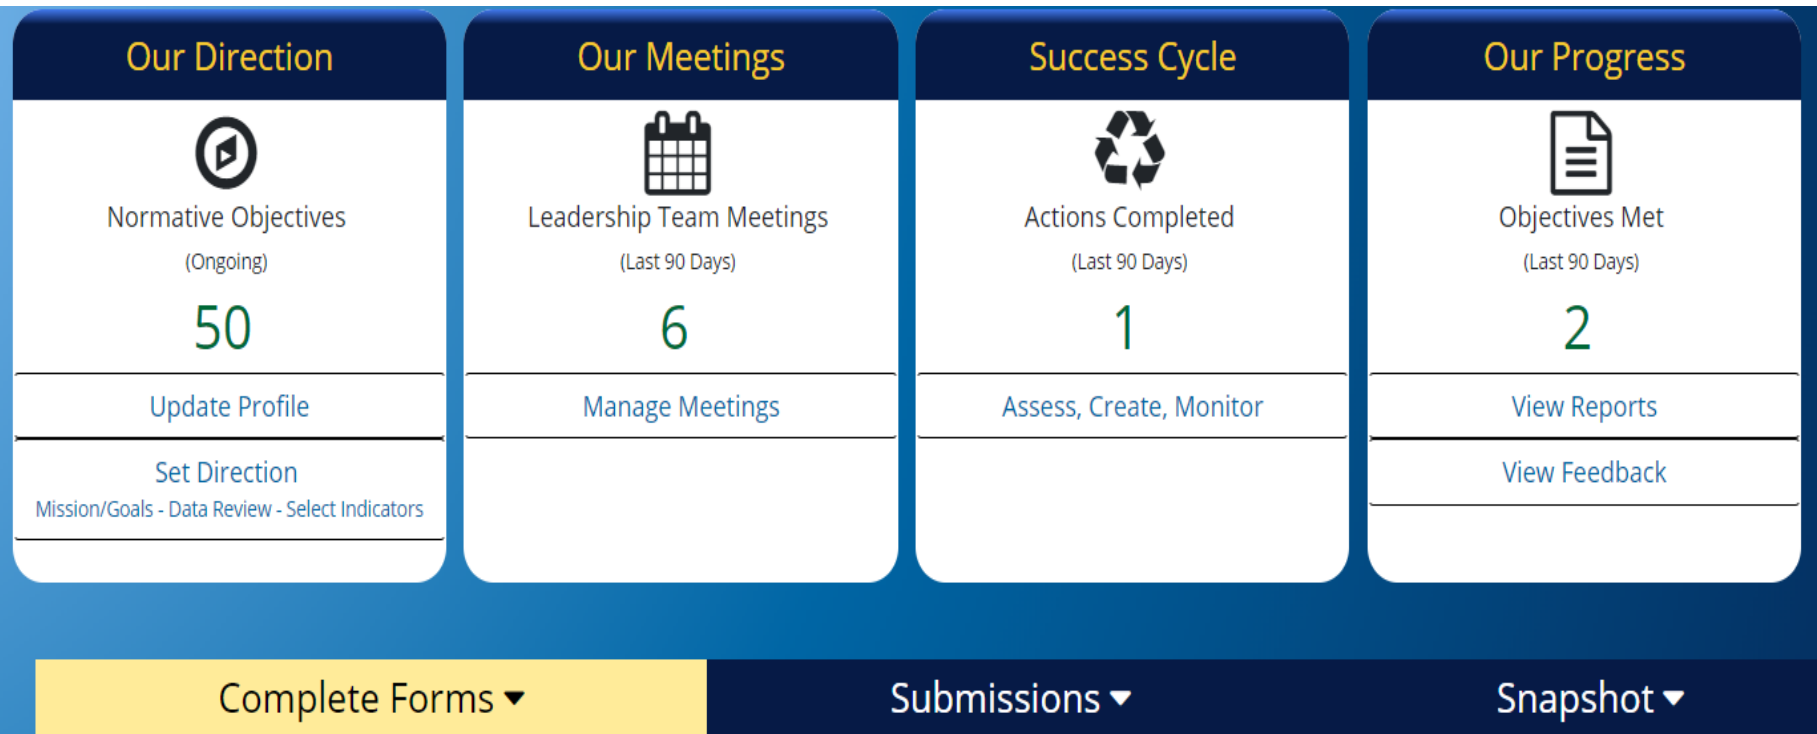 Our Direction
Normative Objectives
(Ongoing)
50
Update Profile
Set Direction
Mission/Goals - Data Review - Select Indicators
Our Meetings
Leadership Team Meetings
(Last 90 Days)
6
Manage Meetings
Success Cycle
Actions Completed
(Last 90 Days)
1
Assess, Create, Monitor
Our Progress
Objectives Met
(Last 90 Days)
2
View Reports
View Feedback
Complete Forms
Submissions
Snapshot